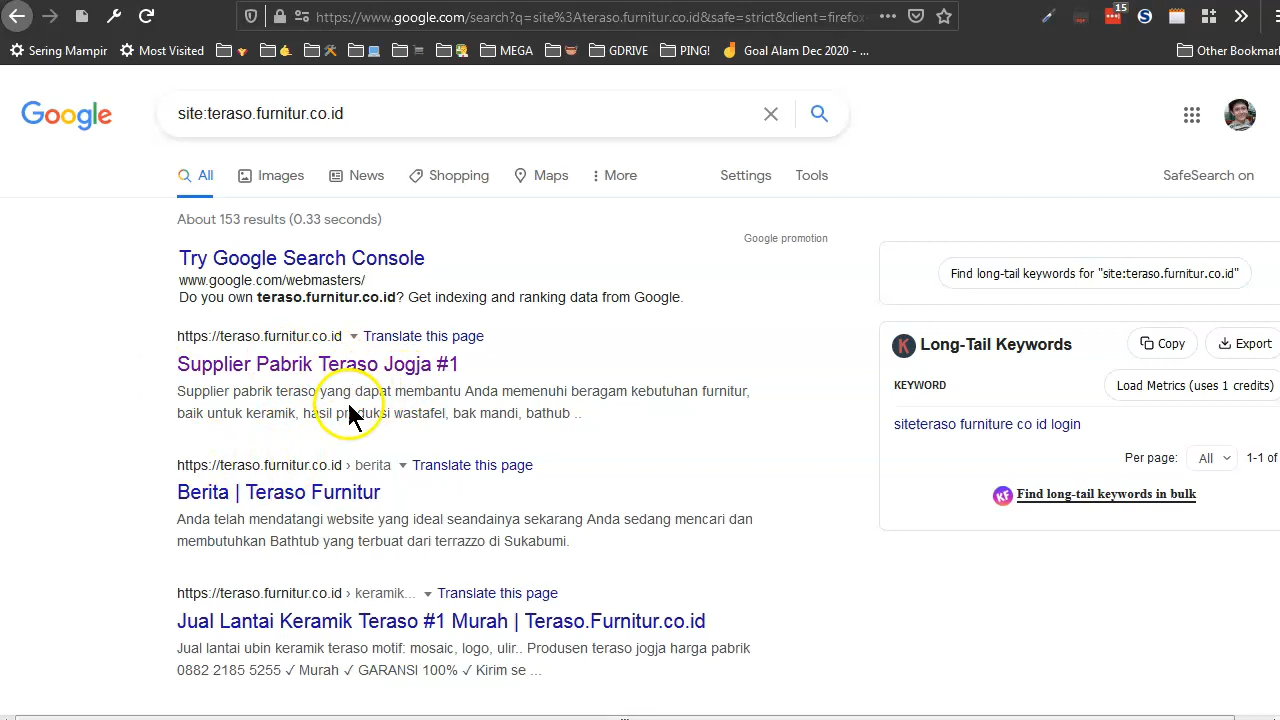 https://www.google.com/search?q=site%3Ateraso.furnitur.co.id&safe=strict&client=firefox-
15
Sering Mampir
Most Visited
MEGA
GDRIVE
PING!
Goal Alam Dec 2020 - ...
Other Bookmar
Google
site:teraso.furnitur.co.id
All
Images
News
Shopping
Maps
More
Settings
Tools
SafeSearch on
About 153 results (0.33 seconds)
Google promotion
Try Google Search Console
www.google.com/webmasters/
Do you own teraso.furnitur.co.id? Get indexing and ranking data from Google.
https://teraso.furnitur.co.id Translate this page
Supplier Pabrik Teraso Jogja #1
Supplier pabrik teraso yang dapat membantu Anda memenuhi beragam kebutuhan furnitur,
baik untuk keramik, hasil produksi wastafel, bak mandi, bathub ..
https://teraso.furnitur.co.id › berita Translate this page
Berita | Teraso Furnitur
Anda telah mendatangi website yang ideal seandainya sekarang Anda sedang mencari dan
membutuhkan Bathtub yang terbuat dari terrazzo di Sukabumi.
https://teraso.furnitur.co.id › keramik... Translate this page
Jual Lantai Keramik Teraso #1 Murah | Teraso.Furnitur.co.id
Jual lantai ubin keramik teraso motif: mosaic, logo, ulir.. Produsen teraso jogja harga pabrik
0882 2185 5255 ✓ Murah ✓ GARANSI 100% ✓ Kirim se ...
Find long-tail keywords for "site:teraso.furnitur.co.id"
K Long-Tail Keywords
Copy
Export
KEYWORD
Load Metrics (uses 1 credits)
siteteraso furniture co id login
Per page: All 1-1 of
KF Find long-tail keywords in bulk